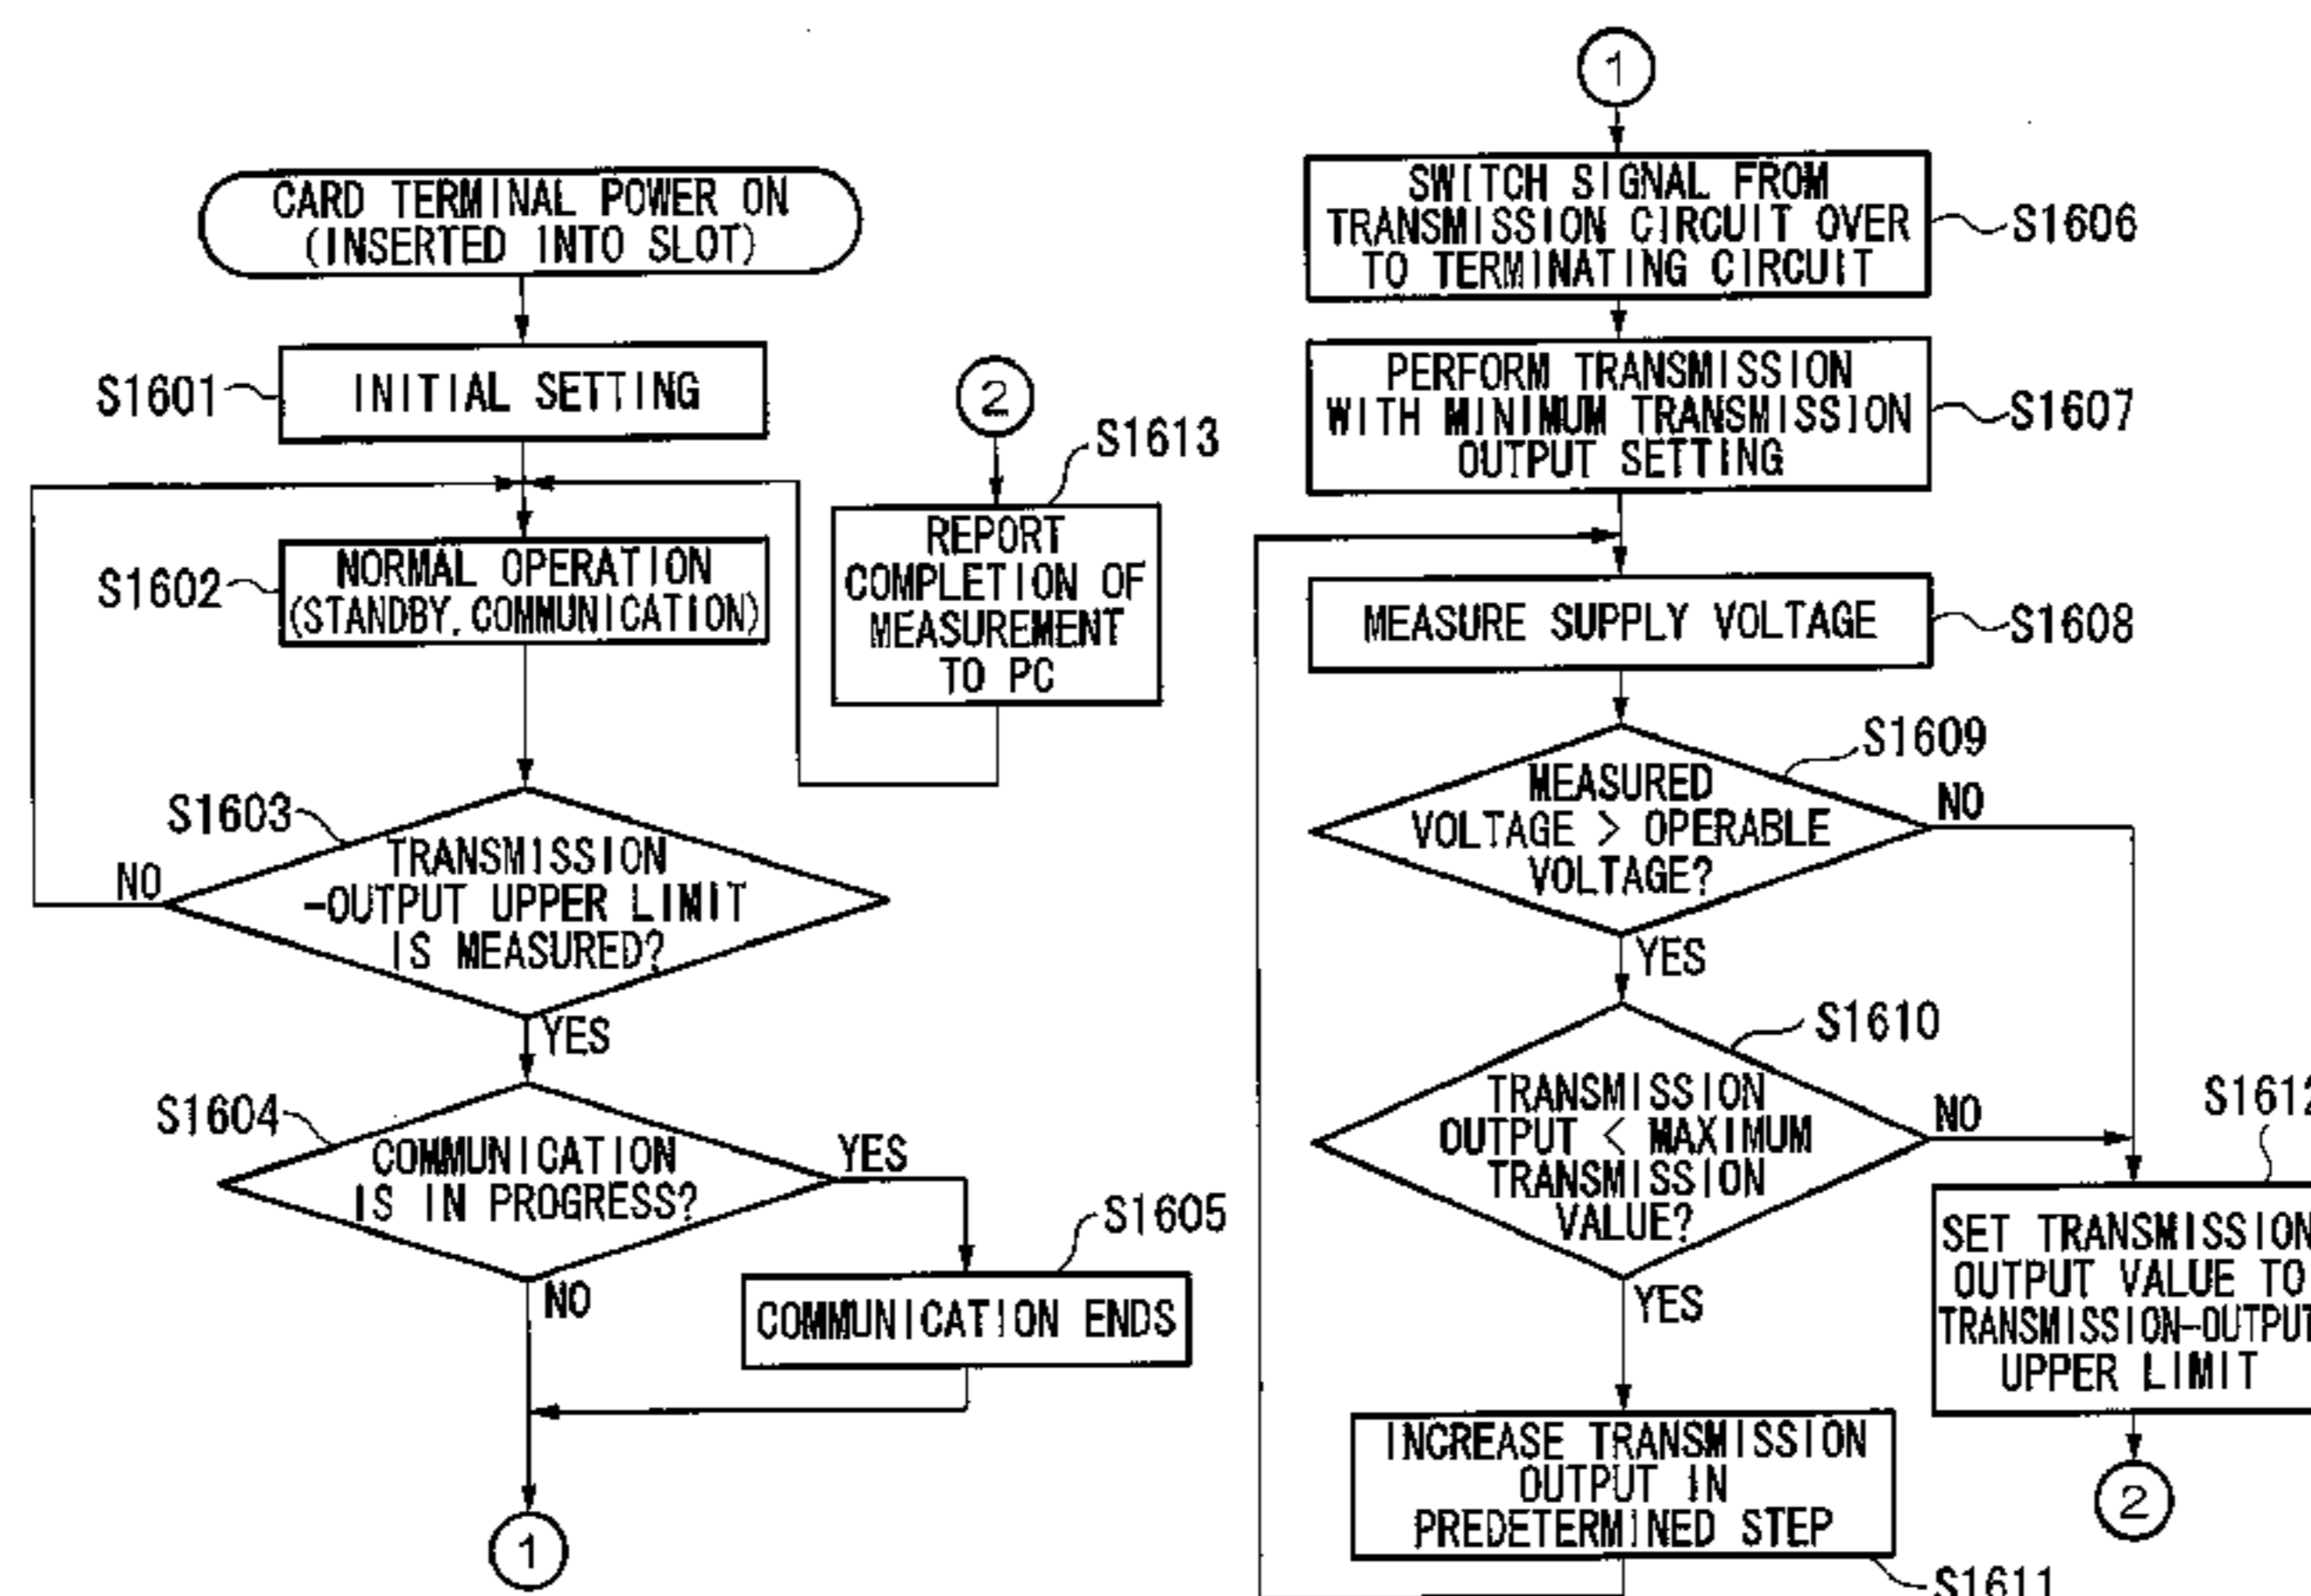 CARD TERMINAL POWER ON
(INSERTED INTO SLOT)
S1601
INITIAL SETTING
S1602
NORMAL OPERATION
(STANDBY, COMMUNICATION)
S1603
TRANSMISSION
-OUTPUT UPPER LIMIT
IS MEASURED?
NO
YES
S1604
COMMUNICATION
IS IN PROGRESS?
YES
NO
S1605
COMMUNICATION ENDS
1
2
S1613
REPORT
COMPLETION OF
MEASUREMENT
TO PC
1
SWITCH SIGNAL FROM
TRANSMISSION CIRCUIT OVER
TO TERMINATING CIRCUIT
S1606
PERFORM TRANSMISSION
WITH MINIMUM TRANSMISSION
OUTPUT SETTING
S1607
MEASURE SUPPLY VOLTAGE
S1608
S1609
MEASURED
VOLTAGE > OPERABLE
VOLTAGE?
NO
YES
S1610
TRANSMISSION
OUTPUT < MAXIMUM
TRANSMISSION
VALUE?
NO
YES
INCREASE TRANSMISSION
OUTPUT IN
PREDETERMINED STEP
S1611
S1612
SET TRANSMISSION
OUTPUT VALUE TO
TRANSMISSION-OUTPUT
UPPER LIMIT
2